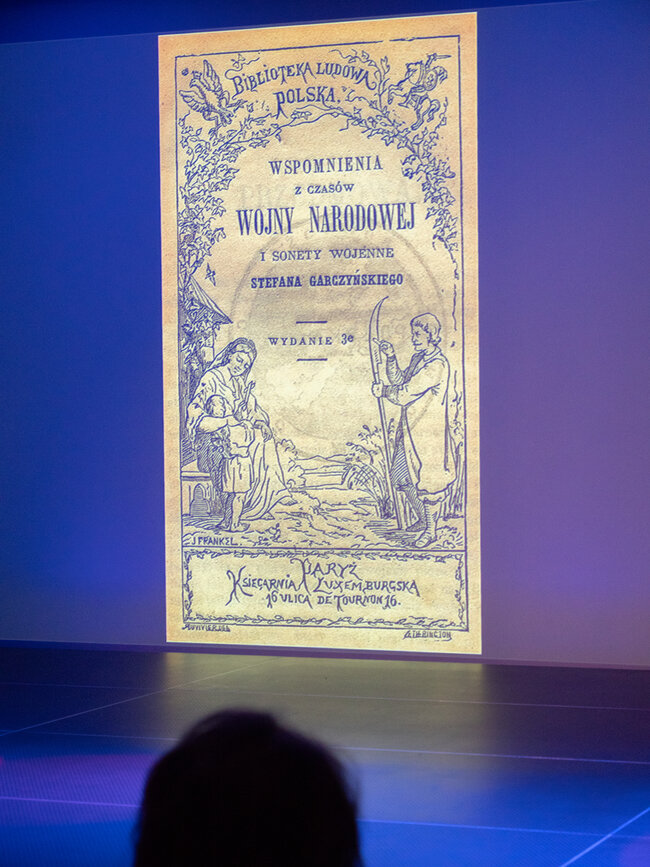 BIBLIOTEKA LUDOWA
POLSKA.
WSPOMNIENIA
Z CZASÓW
WOJNY NARODOWEJ
I SONETY WOJENNE
STEFANA GARCZYŃSKIEGO
WYDANIE 3e
J FRANKEL.
PARYŻ
KSIĘGARNIA LUXEMBURGSKA
16 ULICA DE TOURNON 16.